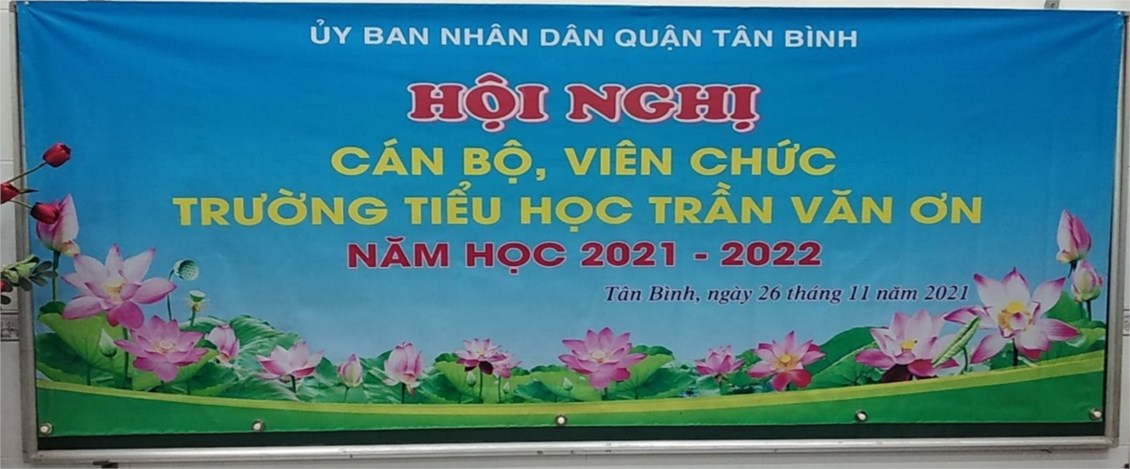 ỦY BAN NHÂN DÂN QUẬN TÂN BÌNH
HỘI NGHỊ
CÁN BỘ, VIÊN CHỨC
TRƯỜNG TIỂU HỌC TRẦN VĂN ƠN
NĂM HỌC 2021 - 2022
Tân Bình, ngày 26 tháng 11 năm 2021